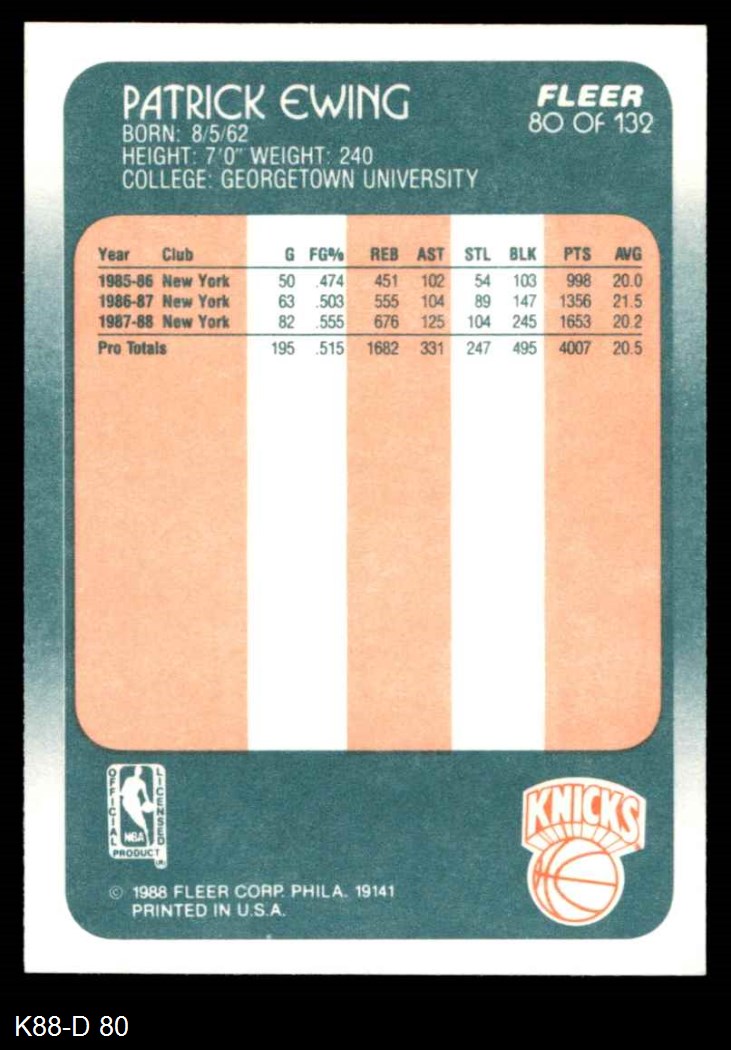 PATRICK EWING
BORN: 8/5/62
HEIGHT: 7'0" WEIGHT: 240
COLLEGE: GEORGETOWN UNIVERSITY
FLEER
80 OF 132
Year Club G FG% REB AST STL BLK PTS AVG
1985-86 New York 50 .474 451 102 54 103 998 20.0
1986-87 New York 63 .503 555 104 89 147 1356 21.5
1987-88 New York 82 .555 676 125 104 245 1653 20.2
Pro Totals 195 .515 1682 331 247 495 4007 20.5
OFFICIAL
LICENSED
NBA
PRODUCT
KNICKS
© 1988 FLEER CORP. PHILA. 19141
PRINTED IN U.S.A.
K88-D 80